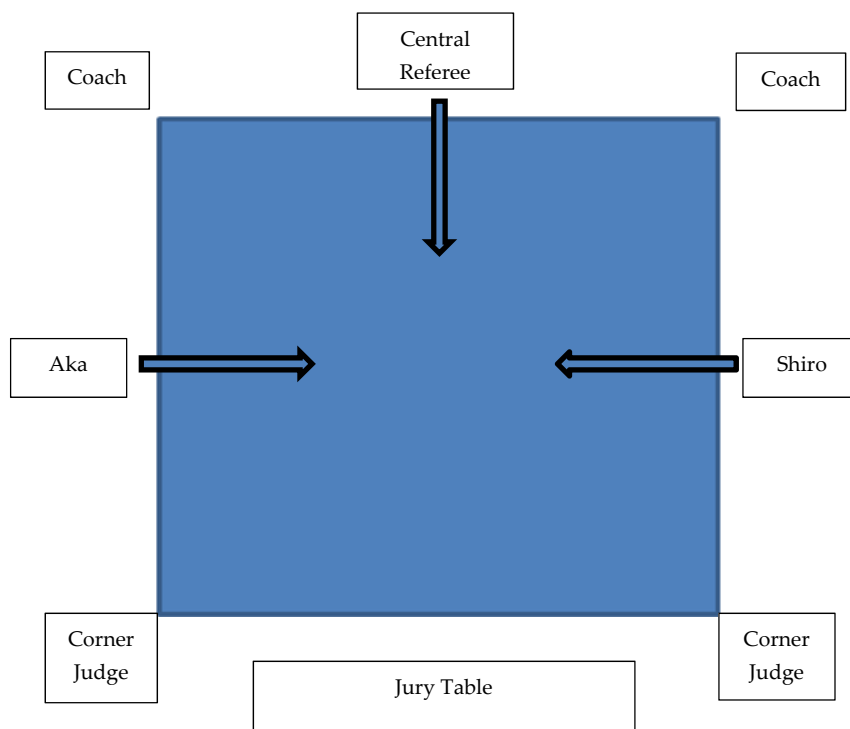 Central
Referee
Coach
Coach
Aka
Shiro
Corner
Judge
Corner
Judge
Jury Table